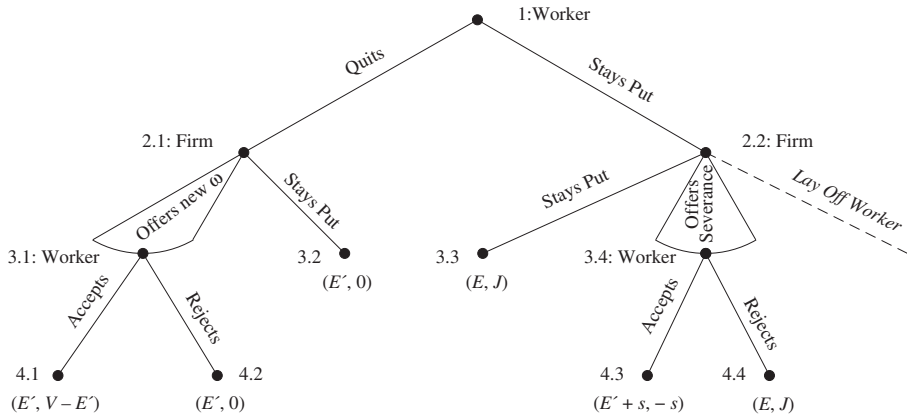 1:Worker
Quits
Stays Put
2.1: Firm
2.2: Firm
Offers new ω
Stays Put
Stays Put
Offers
Severance
Lay Off Worker
3.1: Worker
3.2
3.3
3.4: Worker
(E´, 0)
(E, J)
Accepts
Rejects
Accepts
Rejects
4.1
4.2
4.3
4.4
(E´, V – E´)
(E´, 0)
(E´ + s, – s)
(E, J)